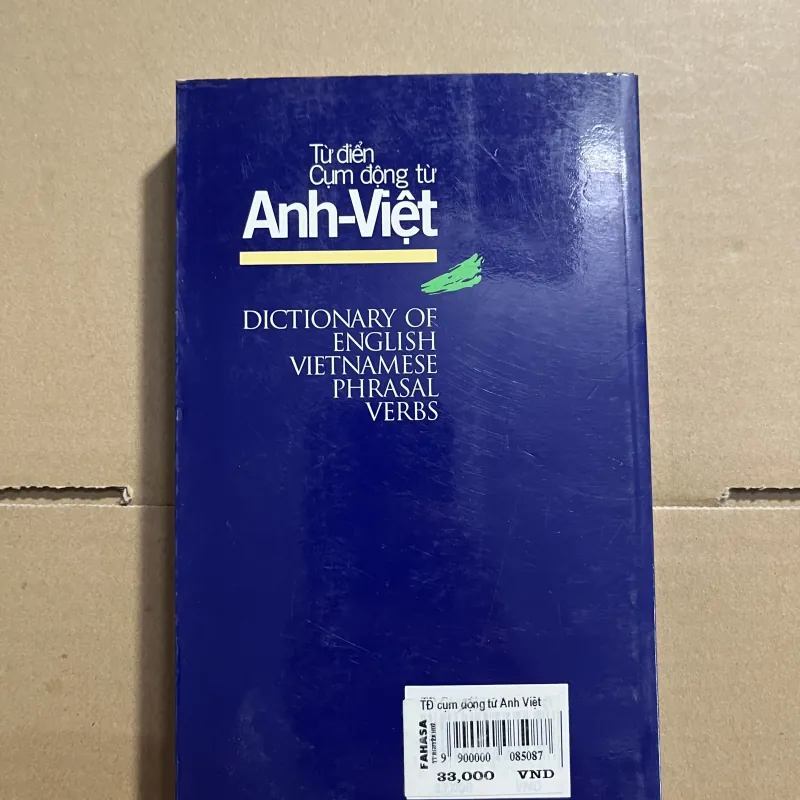 Từ điển
Cụm động từ
Anh-Việt
DICTIONARY OF
ENGLISH
VIETNAMESE
PHRASAL
VERBS
TĐ cụm động từ Anh Việt
FAHASA
9 900000 085087
33,000 VND